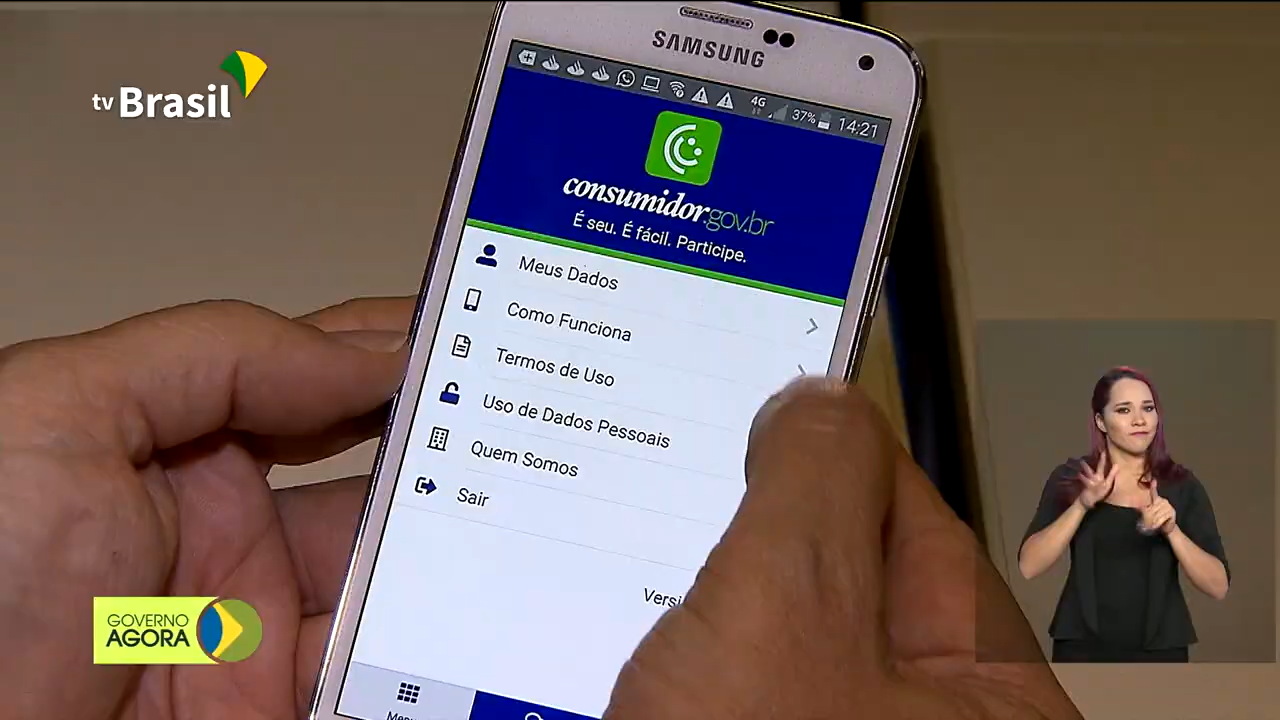 tv Brasil
SAMSUNG
4G 37% 14:21
consumidor.gov.br
É seu. É fácil. Participe.
Meus Dados
Como Funciona
Termos de Uso
Uso de Dados Pessoais
Quem Somos
Sair
GOVERNO
AGORA